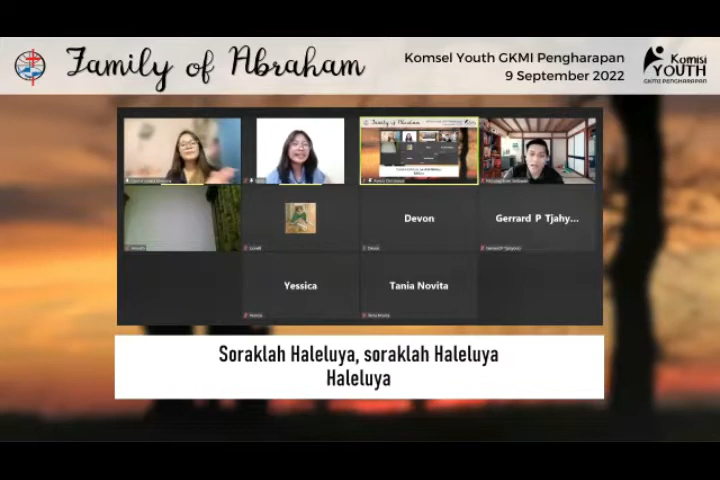 Family of Abraham
Komsel Youth GKMI Pengharapan
9 September 2022
Komisi
YOUTH
GKMI PENGHARAPAN
Devon
Gerrard P Tjahy...
Yessica
Tania Novita
Soraklah Haleluya, soraklah Haleluya
Haleluya